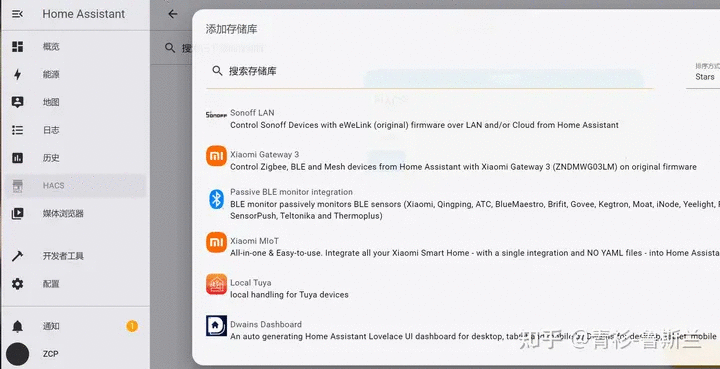 Home Assistant
概览
能源
地图
日志
历史
HACS
媒体浏览器
开发者工具
配置
通知
1
ZCP
添加存储库
搜索存储库
排序方式
Stars
SONOFF
Sonoff LAN
Control Sonoff Devices with eWeLink (original) firmware over LAN and/or Cloud from Home Assistant
Xiaomi Gateway 3
Control Zigbee, BLE and Mesh devices from Home Assistant with Xiaomi Gateway 3 (ZNDMWG03LM) on original firmware
Passive BLE monitor integration
BLE monitor passively monitors BLE sensors (Xiaomi, Qingping, ATC, BlueMaestro, Brifit, Govee, Kegtron, Moat, iNode, Yeelight,
SensorPush, Teltonika and Thermoplus)
Xiaomi MIoT
All-in-one & Easy-to-use. Integrate all your Xiaomi Smart Home - with a single integration and NO YAML files - into Home
Local Tuya
local handling for Tuya devices
Dwains Dashboard
An auto generating Home Assistant Lovelace UI dashboard for desktop, mobile
知乎 @青杉-鲁斯兰